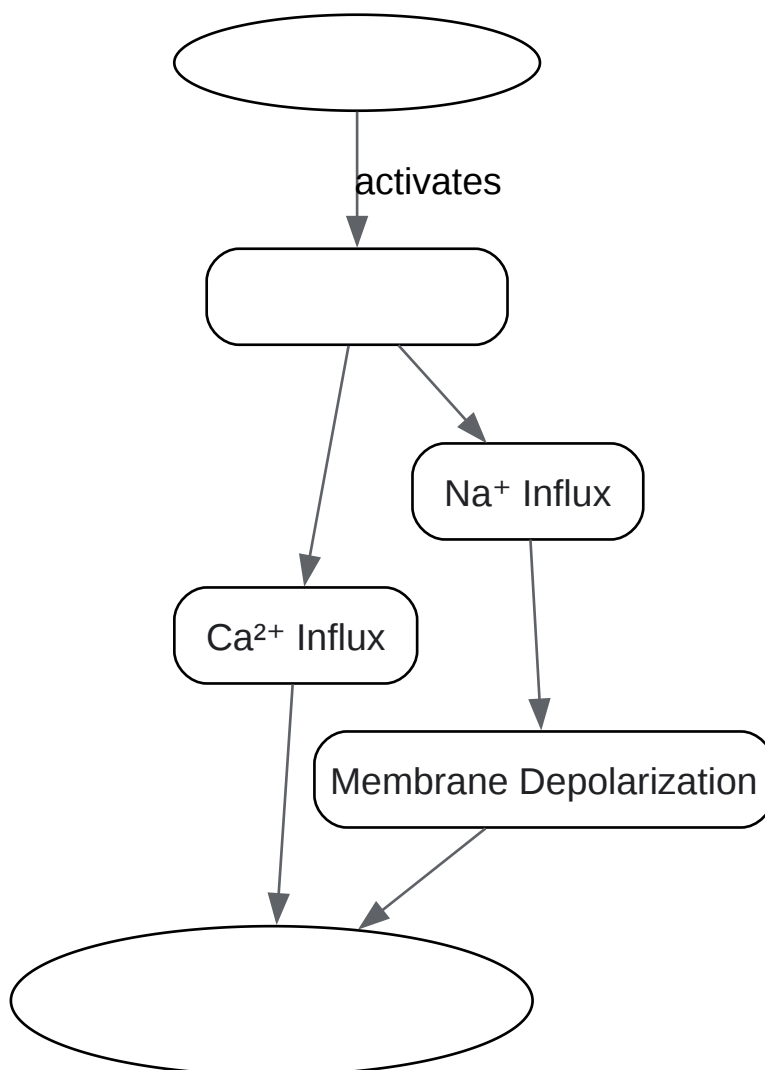 activates
Na⁺ Influx
Ca²⁺ Influx
Membrane Depolarization